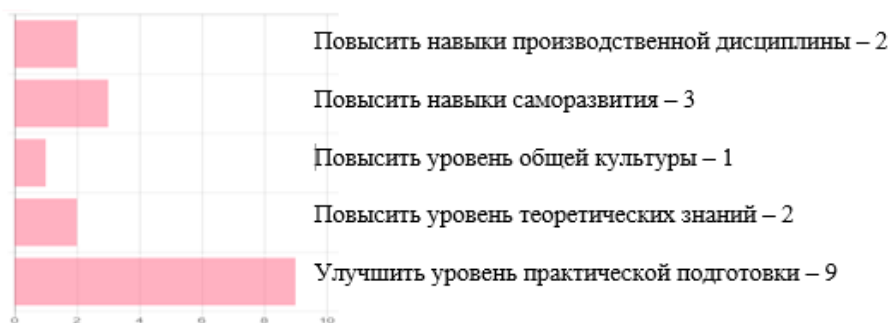 Повысить навыки производственной дисциплины – 2
Повысить навыки саморазвития – 3
Повысить уровень общей культуры – 1
Повысить уровень теоретических знаний – 2
Улучшить уровень практической подготовки – 9
0 2 4 6 8 10